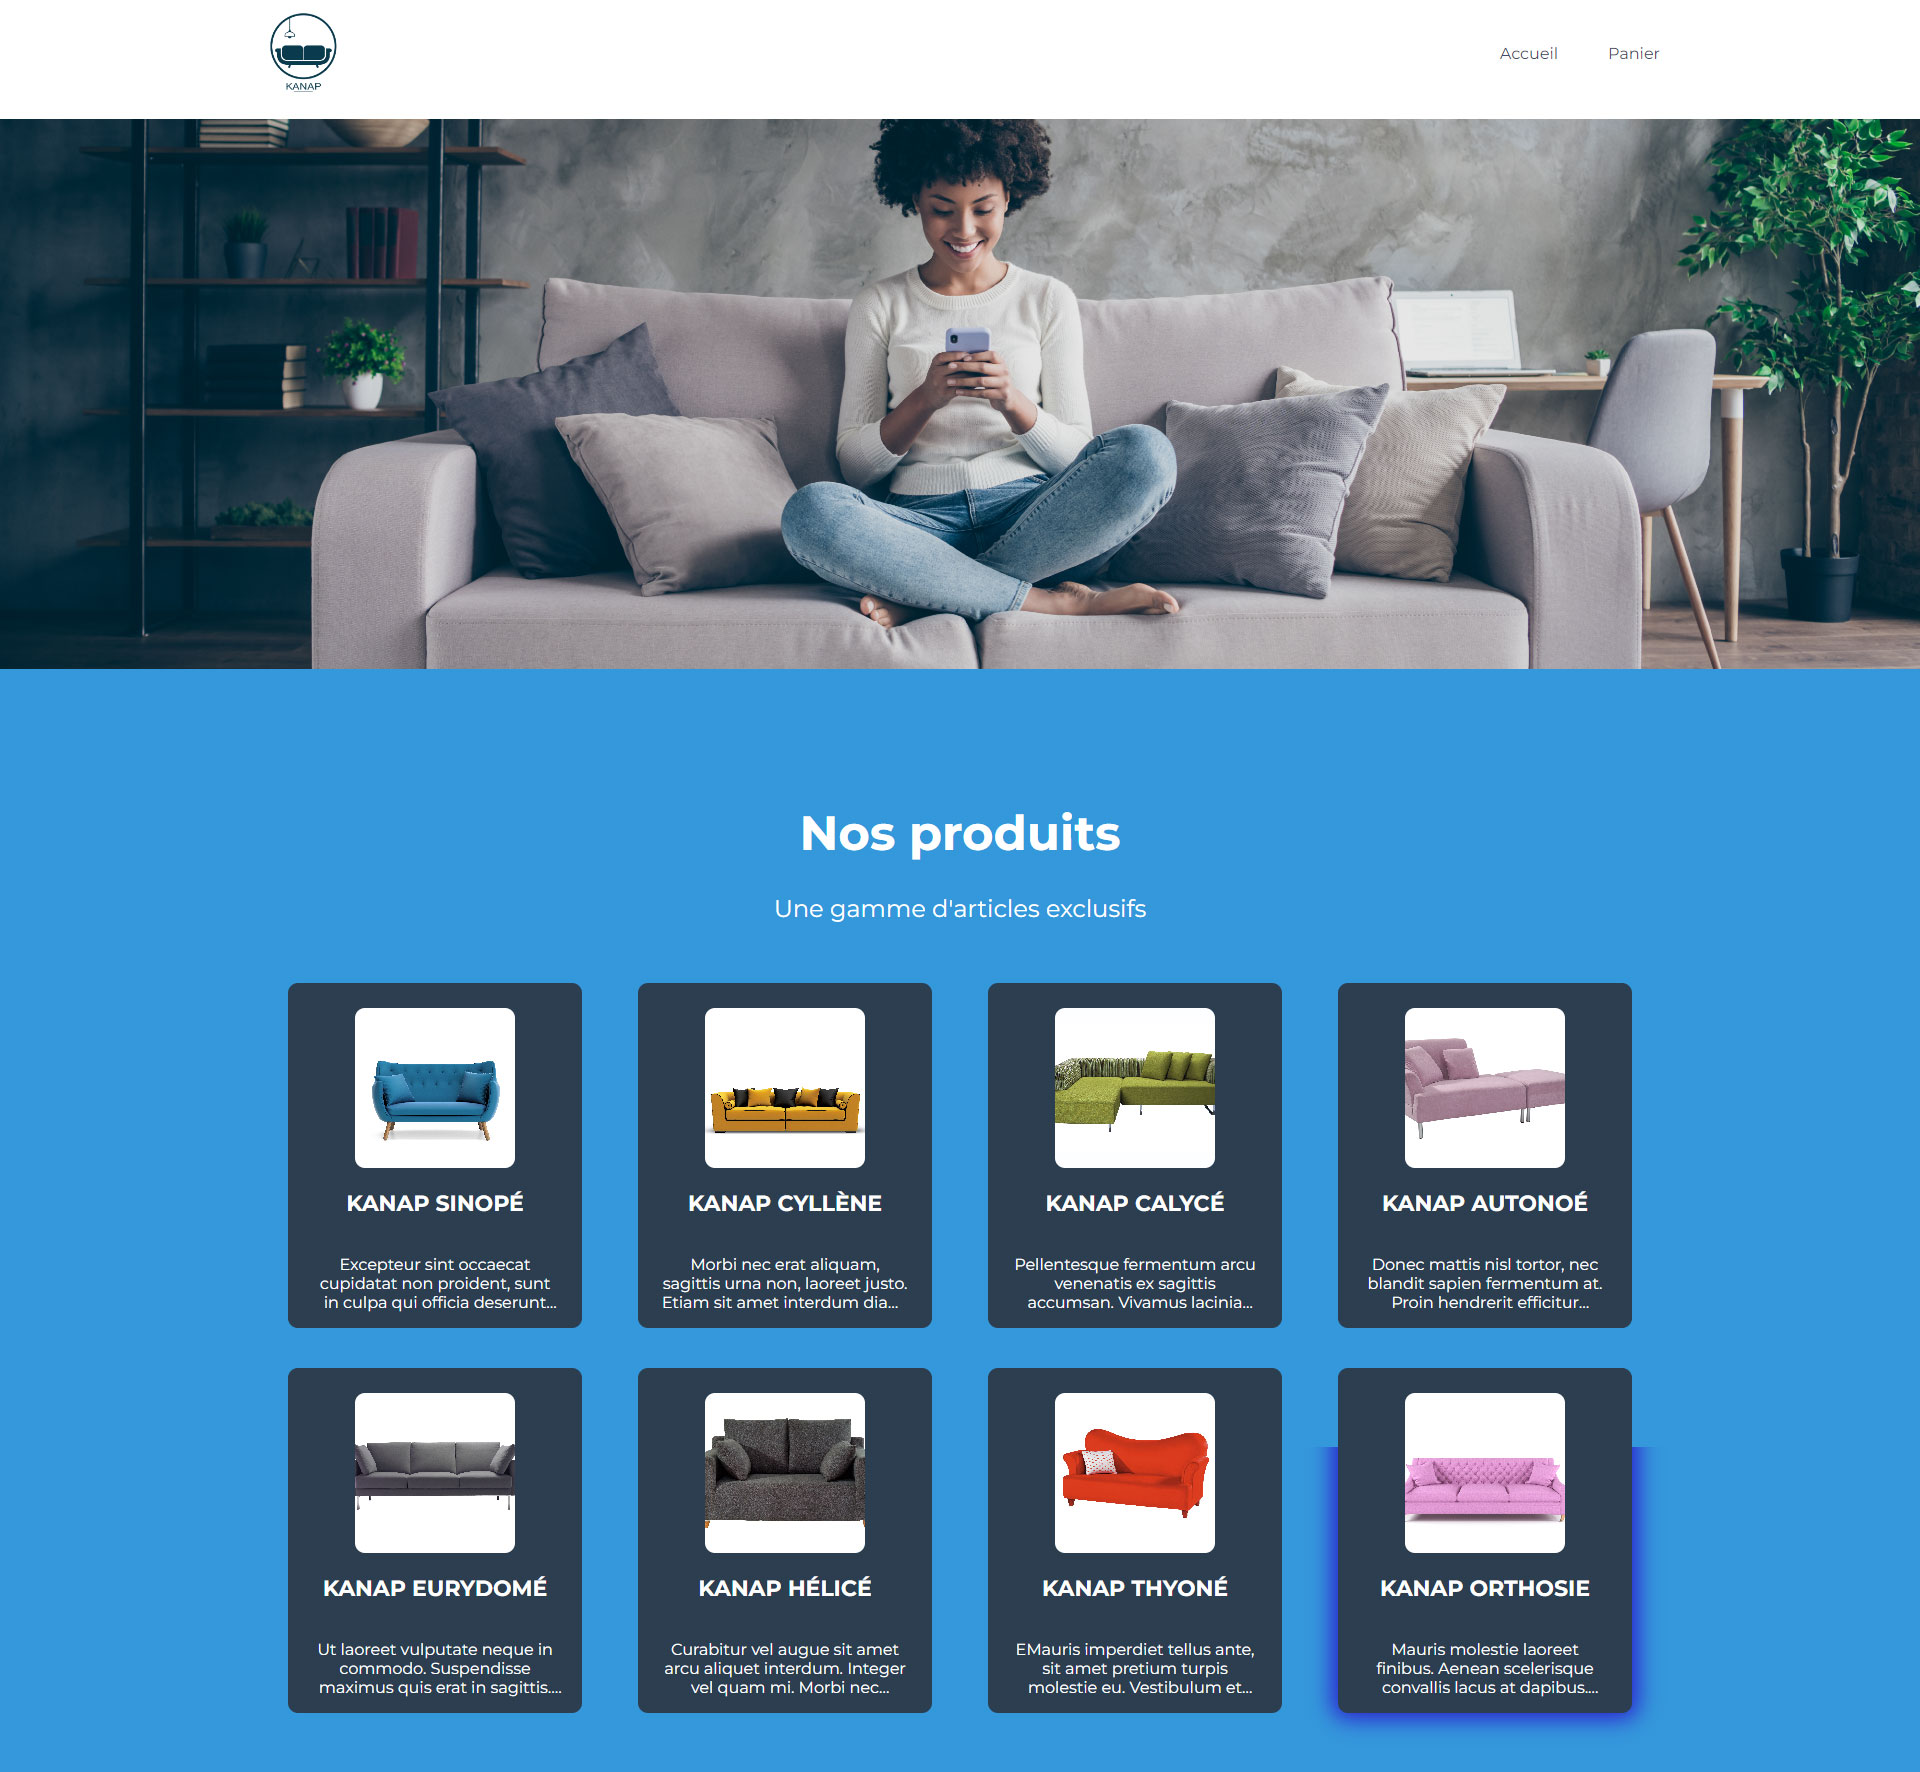 KANAP
Accueil
Panier
Nos produits
Une gamme d'articles exclusifs
KANAP SINOPÉ
Excepteur sint occaecat
cupidatat non proident, sunt
in culpa qui officia deserunt...
KANAP CYLLÈNE
Morbi nec erat aliquam,
sagittis urna non, laoreet justo.
Etiam sit amet interdum dia...
KANAP CALYCÉ
Pellentesque fermentum arcu
venenatis ex sagittis
accumsan. Vivamus lacinia...
KANAP AUTONOÉ
Donec mattis nisl tortor, nec
blandit sapien fermentum at.
Proin hendrerit efficitur...
KANAP EURYDOMÉ
Ut laoreet vulputate neque in
commodo. Suspendisse
maximus quis erat in sagittis....
KANAP HÉLICÉ
Curabitur vel augue sit amet
arcu aliquet interdum. Integer
vel quam mi. Morbi nec...
KANAP THYONÉ
EMauris imperdiet tellus ante,
sit amet pretium turpis
molestie eu. Vestibulum et...
KANAP ORTHOSIE
Mauris molestie laoreet
finibus. Aenean scelerisque
convallis lacus at dapibus....